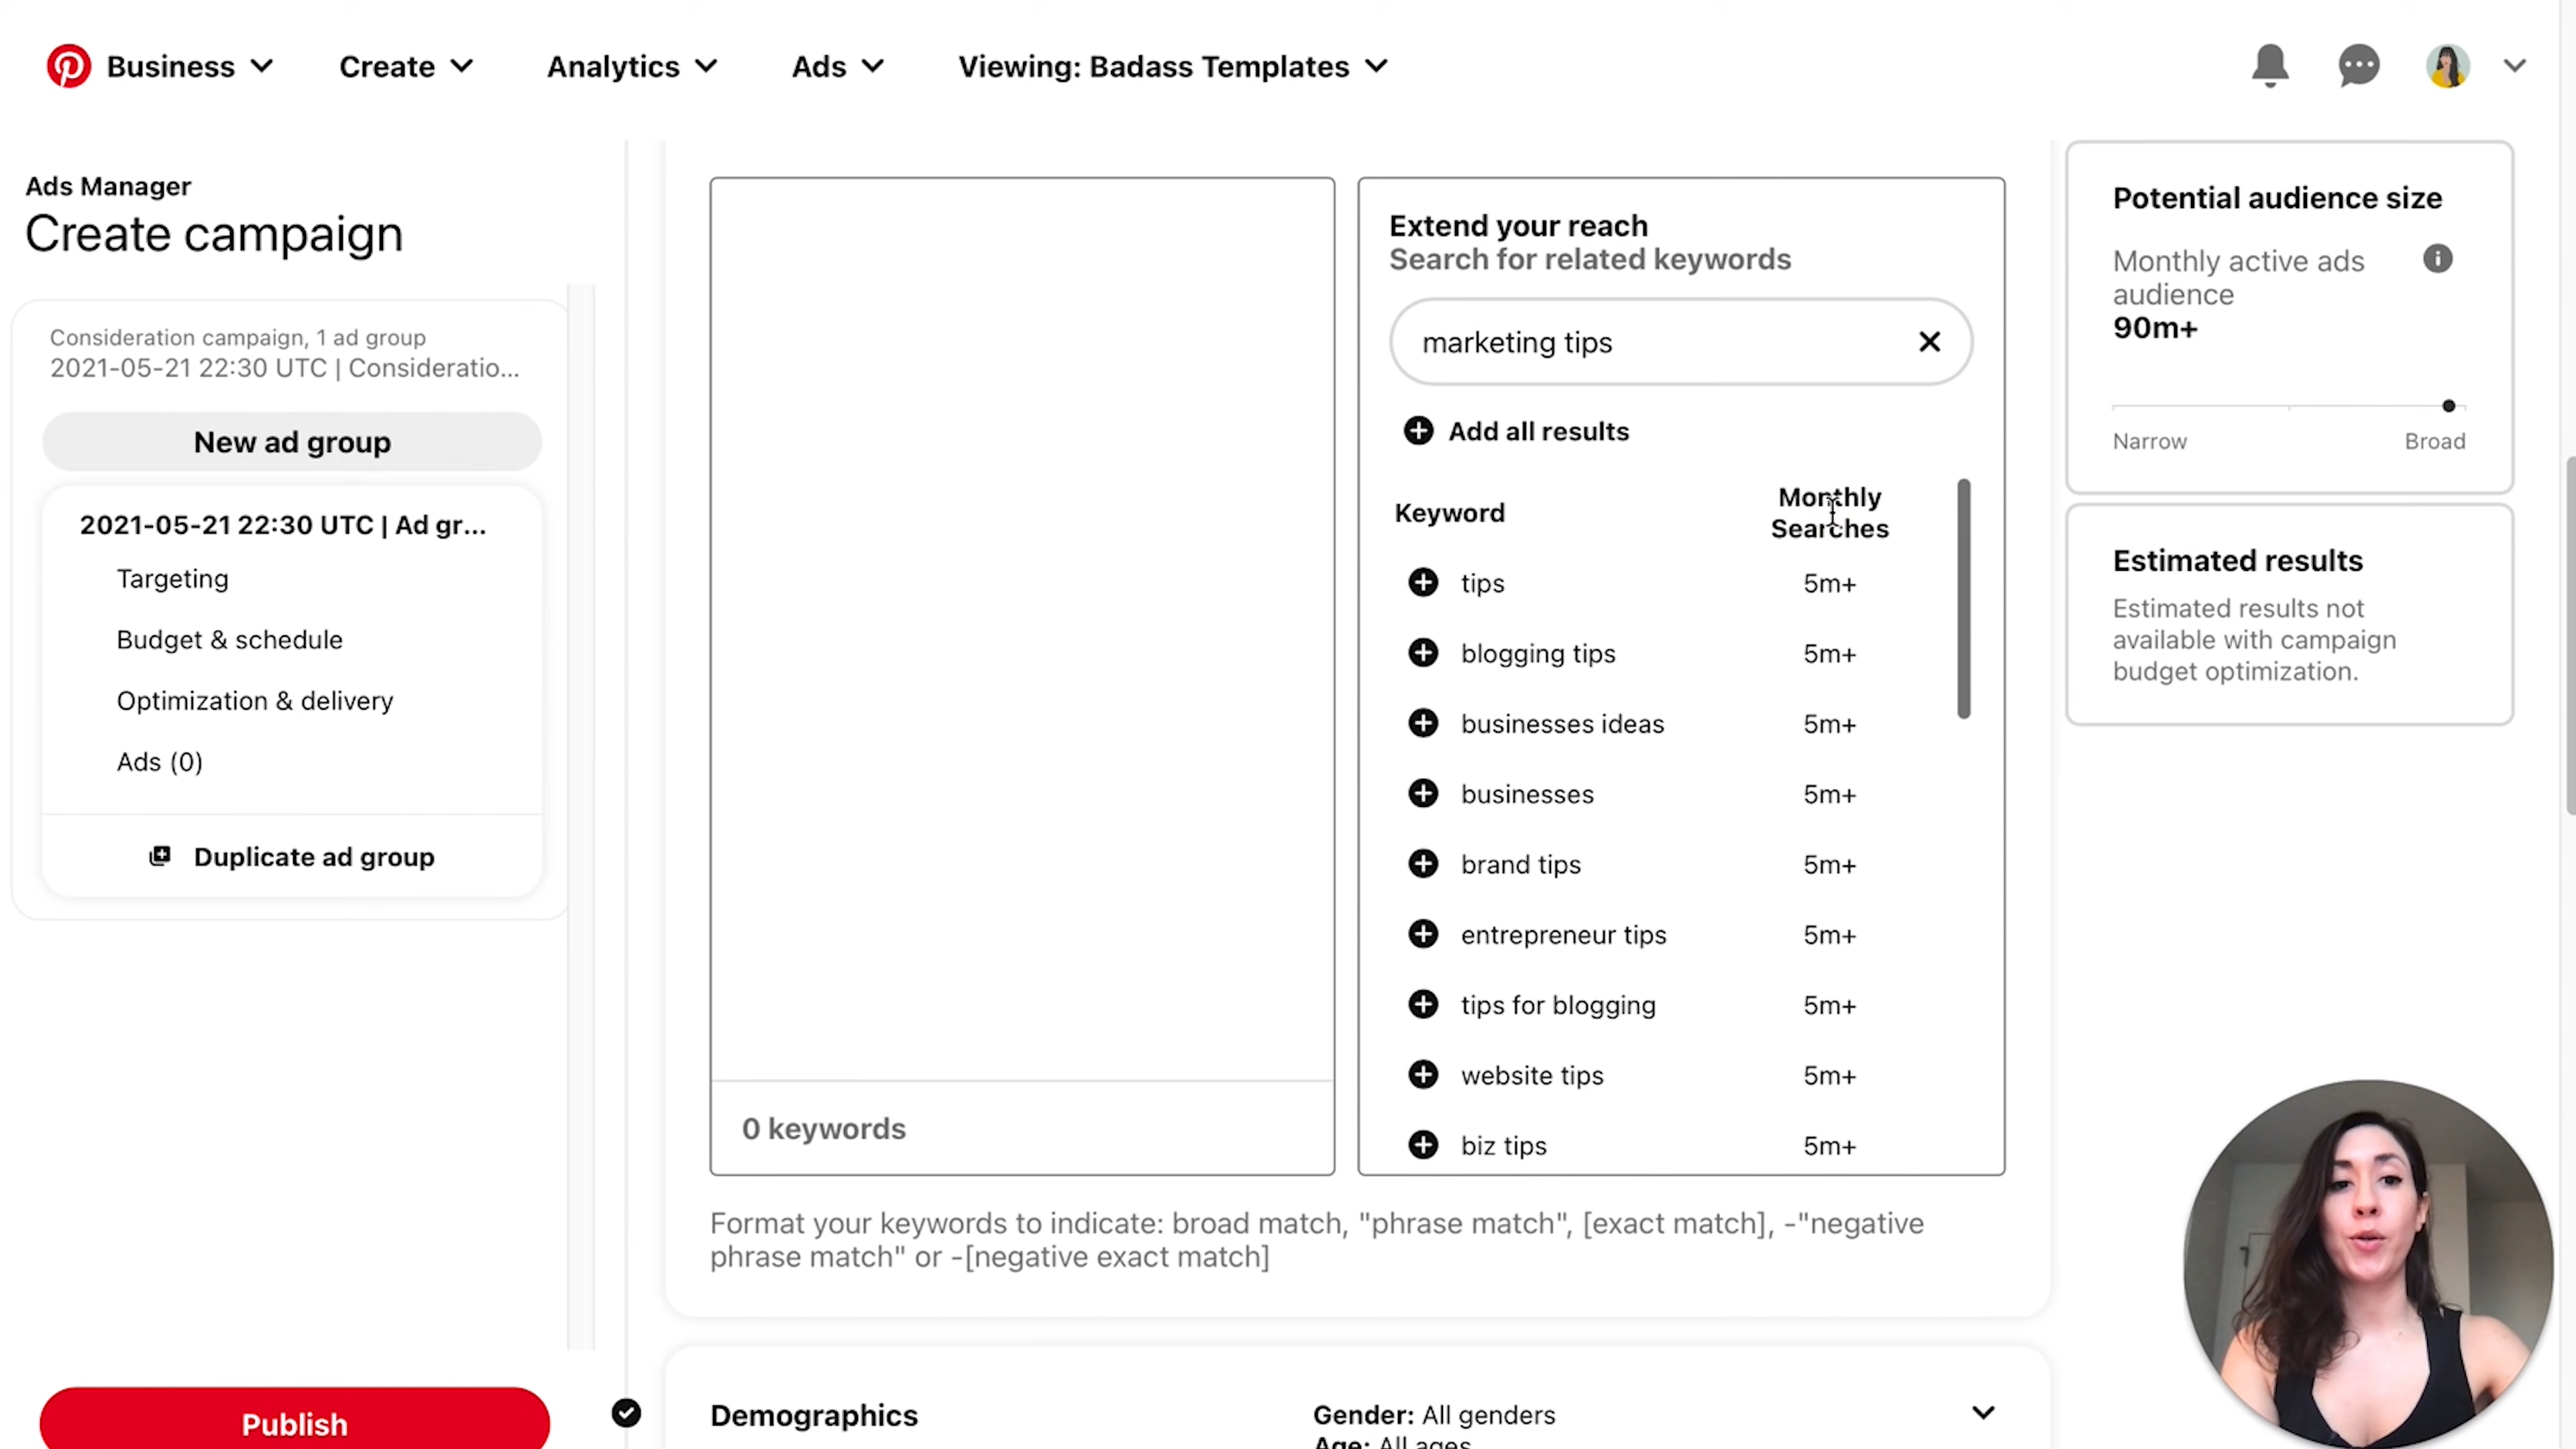 Business
Create
Analytics
Ads
Viewing: Badass Templates
Ads Manager
Create campaign
Consideration campaign, 1 ad group
2021-05-21 22:30 UTC | Consideratio...
New ad group
2021-05-21 22:30 UTC | Ad gr...
Targeting
Budget & schedule
Optimization & delivery
Ads (0)
Duplicate ad group
Publish
0 keywords
Extend your reach
Search for related keywords
marketing tips
Add all results
Keyword
Monthly
Searches
tips 5m+
blogging tips 5m+
businesses ideas 5m+
businesses 5m+
brand tips 5m+
entrepreneur tips 5m+
tips for blogging 5m+
website tips 5m+
biz tips 5m+
Format your keywords to indicate: broad match, "phrase match", [exact match], -"negative
phrase match" or -[negative exact match]
Demographics
Gender: All genders
Age: All ages
Potential audience size
Monthly active ads
audience
90m+
Narrow
Broad
Estimated results
Estimated results not
available with campaign
budget optimization.